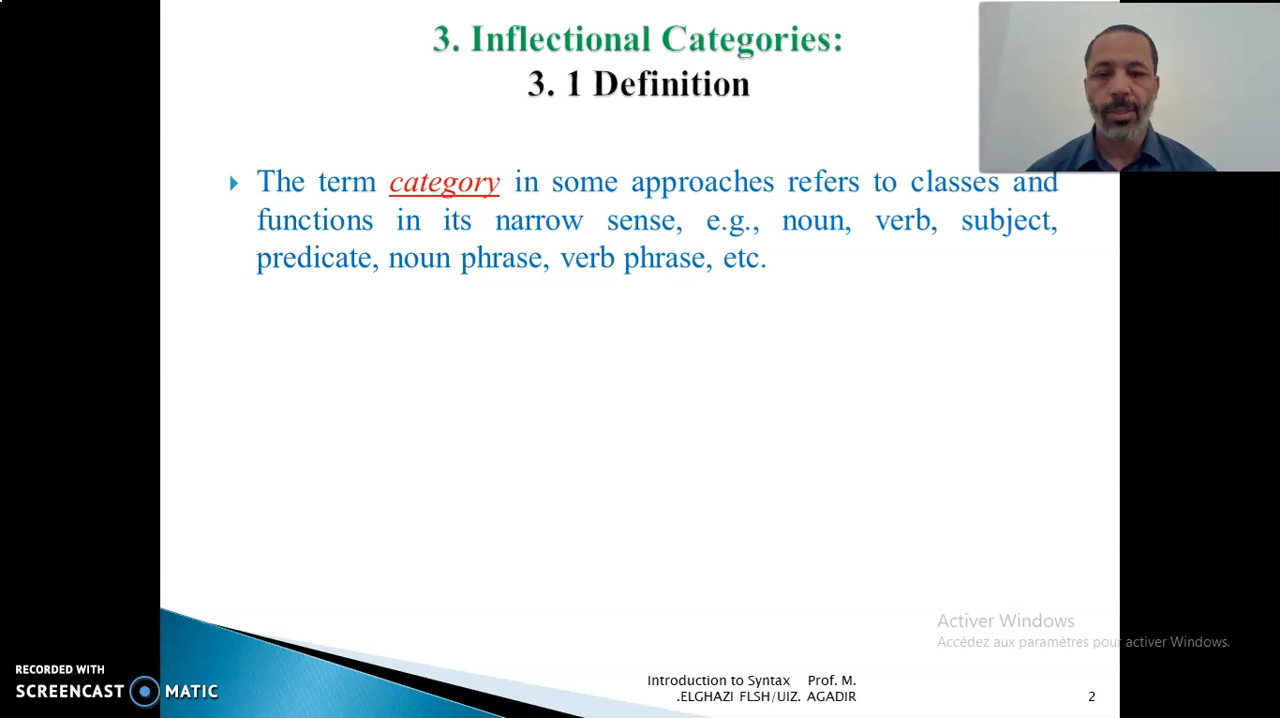 3. Inflectional Categories:
3. 1 Definition
The term category in some approaches refers to classes and
functions in its narrow sense, e.g., noun, verb, subject,
predicate, noun phrase, verb phrase, etc.
Activer Windows
Accédez aux paramètres pour activer Windows.
RECORDED WITH
SCREENCAST MATIC
Introduction to Syntax Prof. M.
.ELGHAZI FLSH/UIZ. AGADIR
2